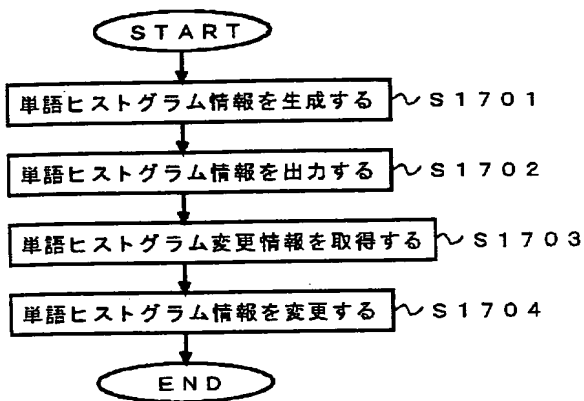 START
単語ヒストグラム情報を生成する ～S1701
単語ヒストグラム情報を出力する ～S1702
単語ヒストグラム変更情報を取得する ～S1703
単語ヒストグラム情報を変更する ～S1704
END